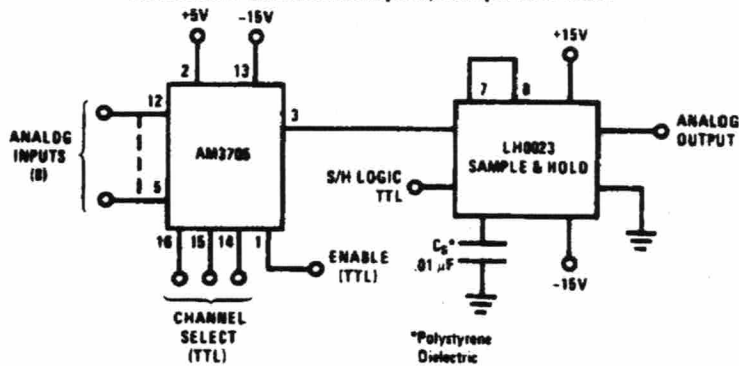 +5V
-15V
2
13
12
3
AM3705
ANALOG
INPUTS
(8)
5
16
15
14
1
ENABLE
(TTL)
CHANNEL
SELECT
(TTL)
+15V
7
8
LH0023
SAMPLE & HOLD
ANALOG
OUTPUT
S/H LOGIC
TTL
CS*
.01 µF
-15V
*Polystyrene
Dielectric